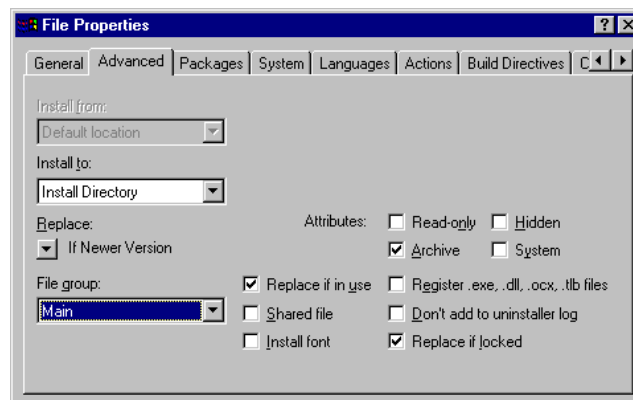 File Properties
General Advanced Packages System Languages Actions Build Directives C
Install from:
Default location
Install to:
Install Directory
Replace:
If Newer Version
Attributes: Read-only Hidden
Archive System
File group:
Main
Replace if in use Register .exe, .dll, .ocx, .tlb files
Shared file Don't add to uninstaller log
Install font Replace if locked